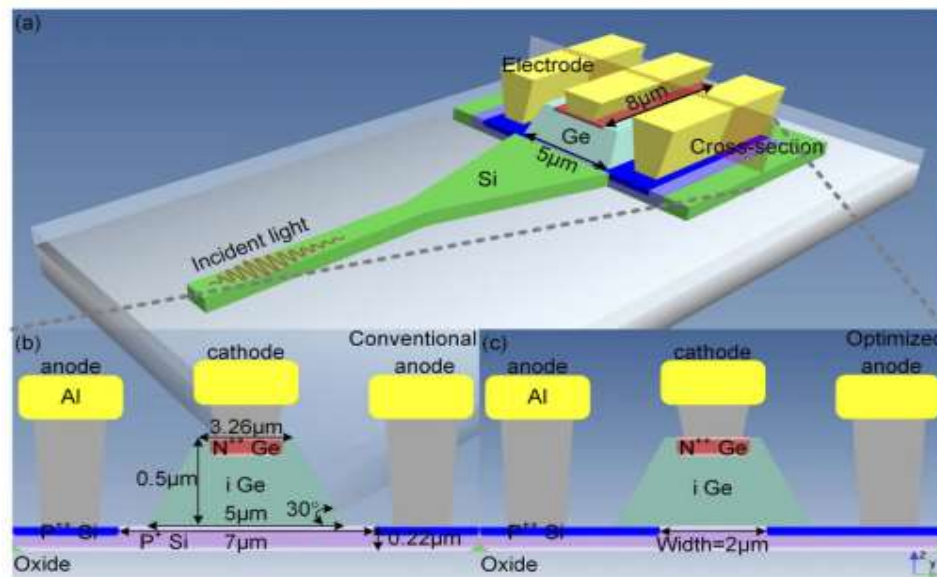 (a)
Electrode
8μm
Ge
Cross-section
5μm
Si
Incident light
(b)
Conventional
anode
cathode
anode
Al
3.26μm
N⁺⁺ Ge
0.5μm
i Ge
30°
5μm
P⁺⁺ Si
P⁺ Si
7μm
0.22μm
Oxide
(c)
Optimized
anode
cathode
anode
Al
N⁺⁺ Ge
i Ge
P⁺⁺ Si
Width=2μm
Oxide
z
y